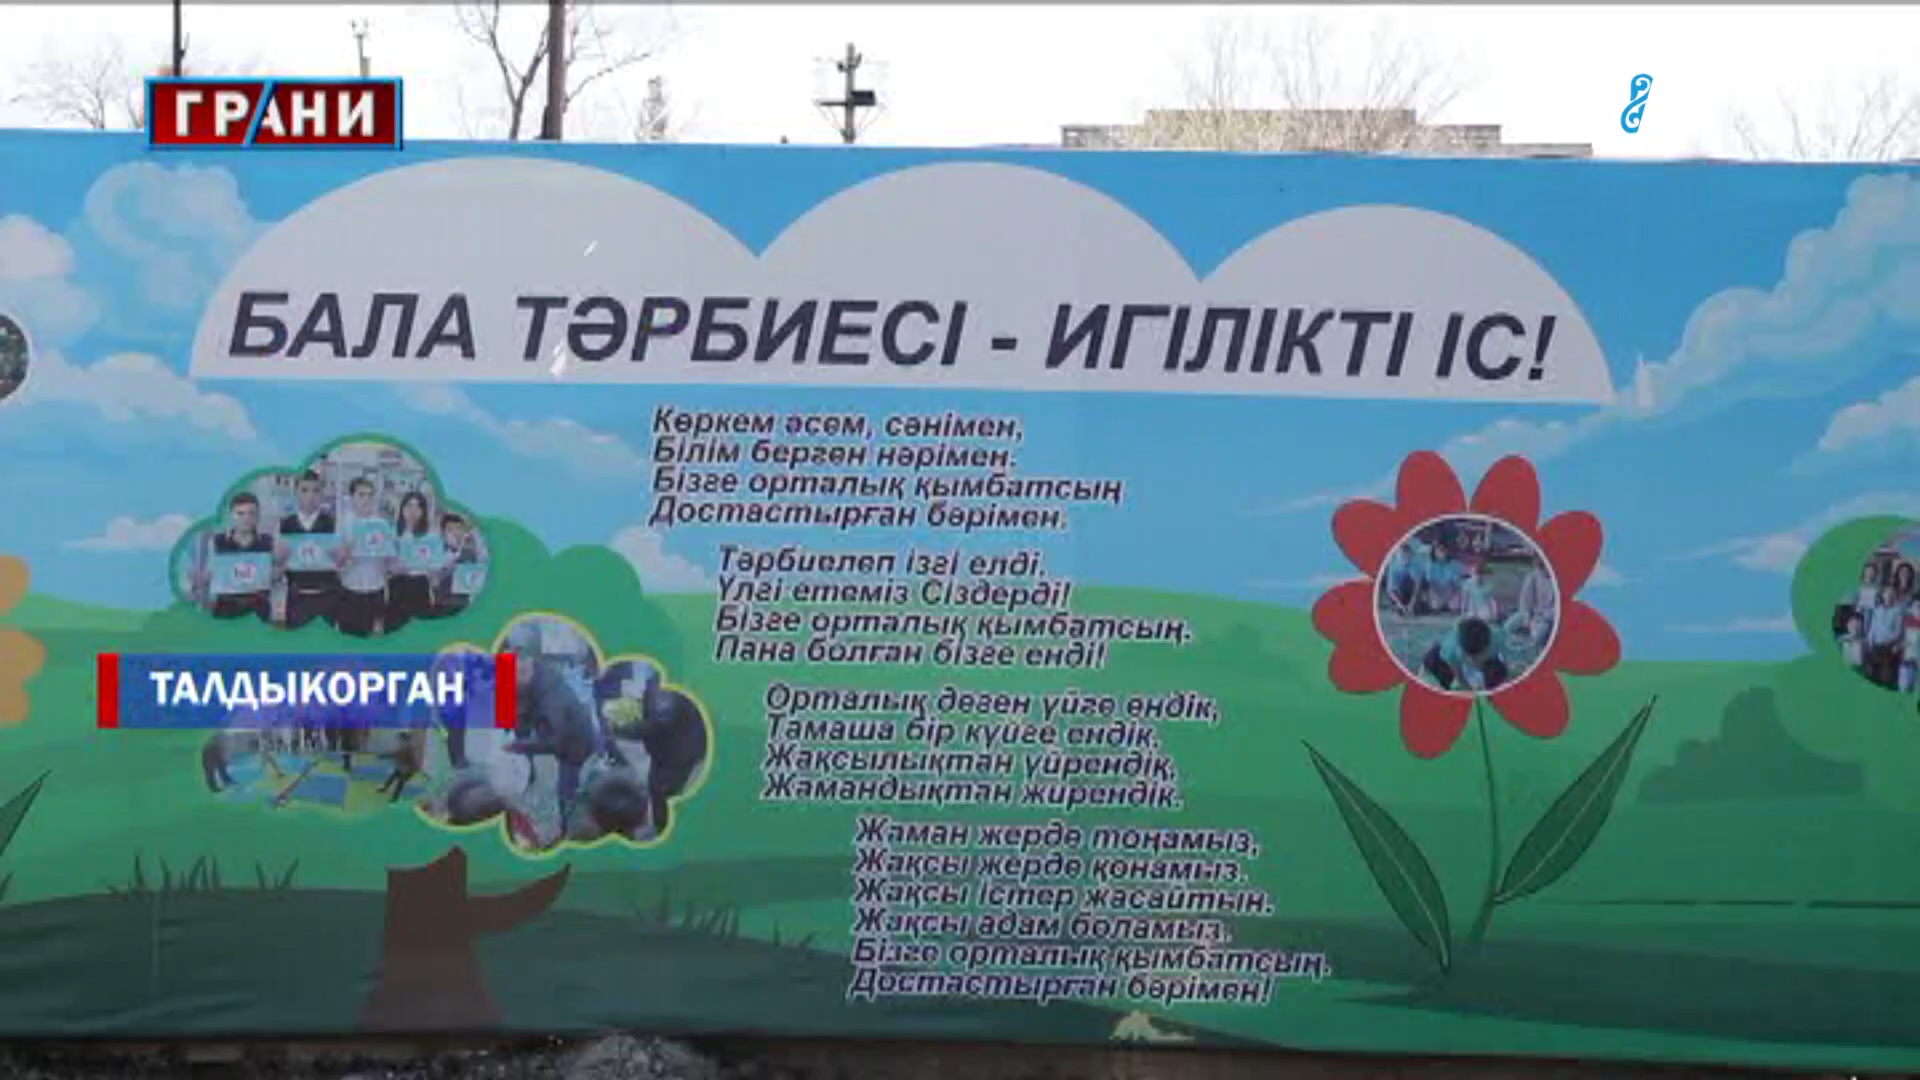 ГРАНИ
БАЛА ТӘРБИЕСІ - ИГІЛІКТІ ІС!
Көркем әсем, сәнімен,
Білім берген нәрімен.
Бізге орталық қымбатсың
Достастырған бәрімен.
Тәрбиелеп ізгі елді.
Үлгі етеміз Сіздерді!
Бізге орталық қымбатсың.
Пана болған бізге енді!
Орталық деген үйге ендік,
Тамаша бір күйге ендік.
Жақсылықтан үйрендік,
Жамандықтан жирендік.
Жаман жерде тоңамыз,
Жақсы жерде қонамыз.
Жақсы істер жасайтын.
Жақсы адам боламыз.
Бізге орталық қымбатсың.
Достастырған бәрімен!
ТАЛДЫКОРГАН